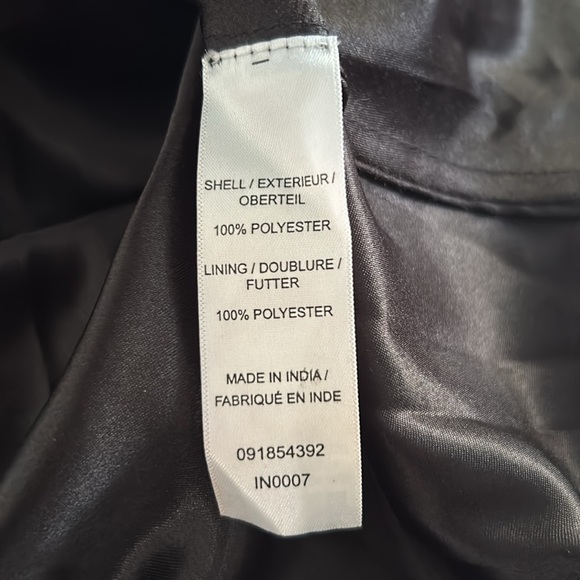 SHELL / EXTERIEUR /
OBERTEIL
100% POLYESTER
LINING / DOUBLURE /
FUTTER
100% POLYESTER
MADE IN INDIA /
FABRIQUÉ EN INDE
091854392
IN0007